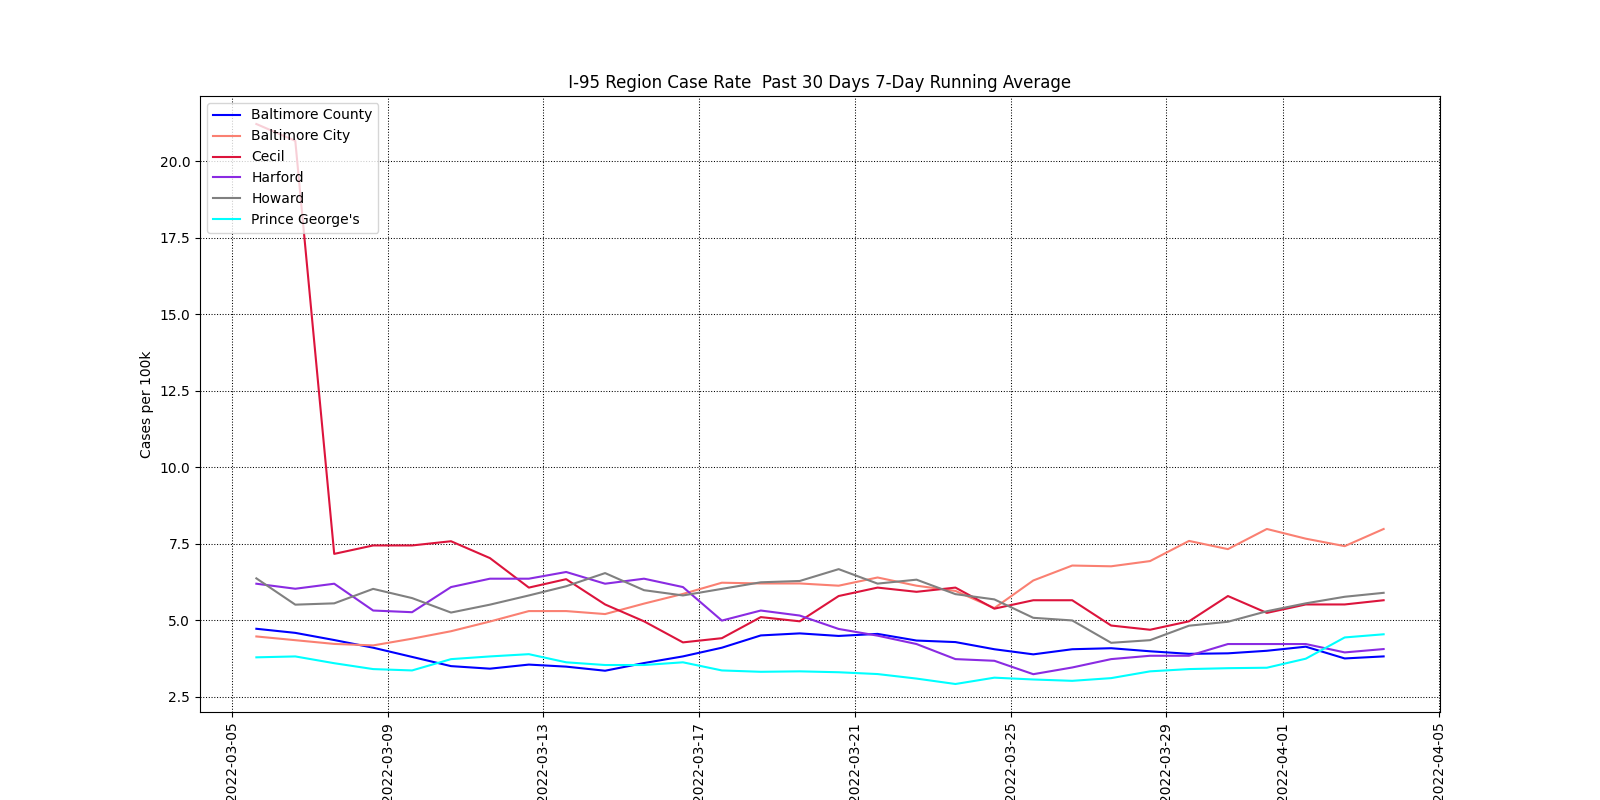 I-95 Region Case Rate  Past 30 Days 7-Day Running Average
Baltimore County
Baltimore City
Cecil
Harford
Howard
Prince George's
Cases per 100k
20.0
17.5
15.0
12.5
10.0
7.5
5.0
2.5
2022-03-05
2022-03-09
2022-03-13
2022-03-17
2022-03-21
2022-03-25
2022-03-29
2022-04-01
2022-04-05